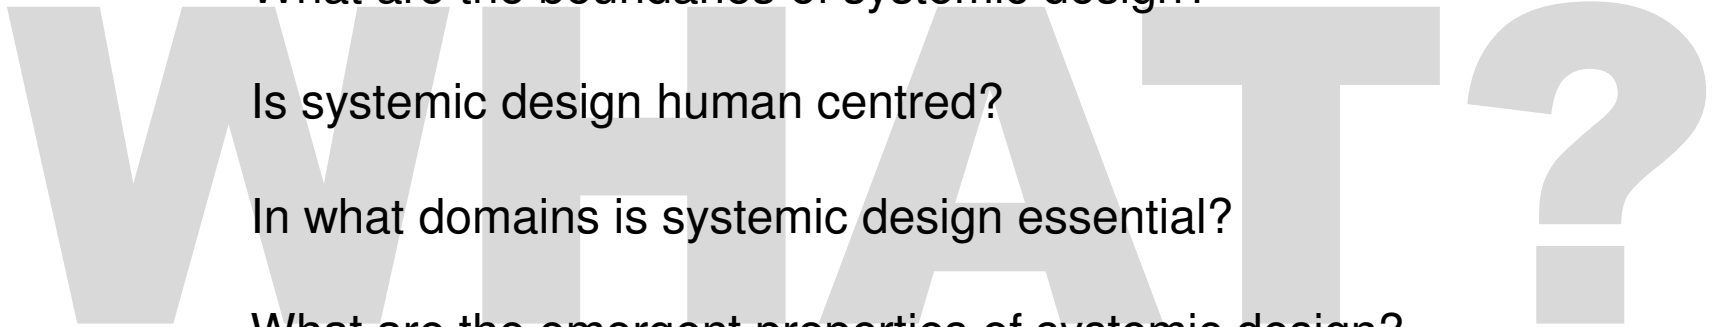 What are the boundaries of systemic design?
WHAT?
Is systemic design human centred?
In what domains is systemic design essential?
What are the emergent properties of systemic design?